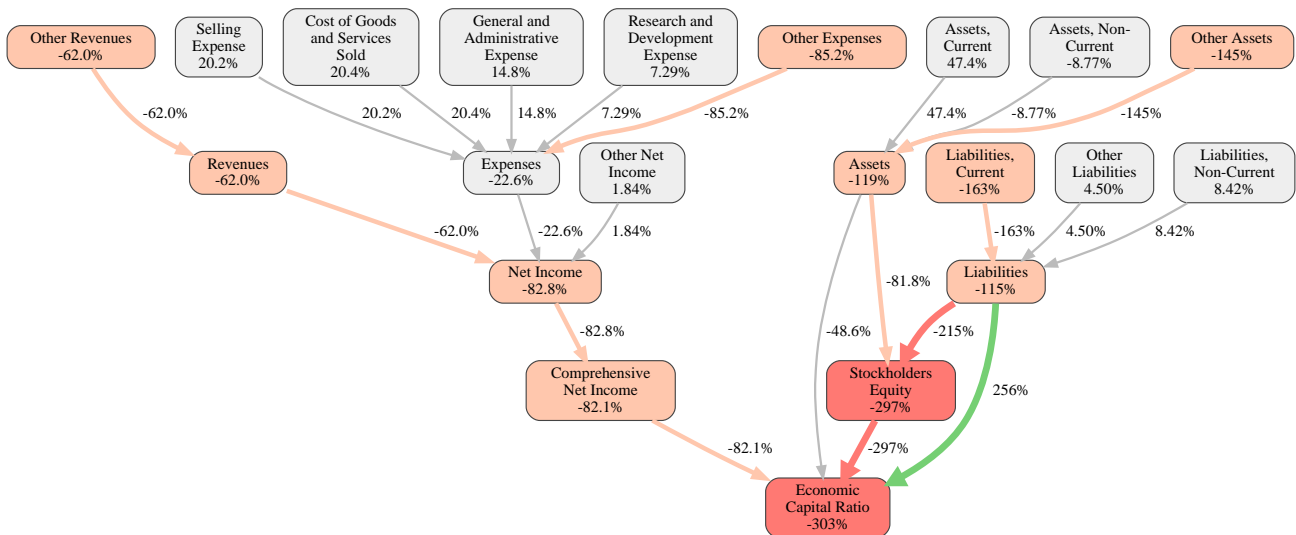 Other Revenues
-62.0%
Selling
Expense
20.2%
Cost of Goods
and Services
Sold
20.4%
General and
Administrative
Expense
14.8%
Research and
Development
Expense
7.29%
Other Expenses
-85.2%
Assets,
Current
47.4%
Assets, Non-
Current
-8.77%
Other Assets
-145%
-62.0%
20.2%
20.4%
14.8%
7.29%
-85.2%
47.4%
-8.77%
-145%
Revenues
-62.0%
Expenses
-22.6%
Other Net
Income
1.84%
Assets
-119%
Liabilities,
Current
-163%
Other
Liabilities
4.50%
Liabilities,
Non-Current
8.42%
-62.0%
-22.6%
1.84%
-163%
4.50%
8.42%
Net Income
-82.8%
-81.8%
Liabilities
-115%
-82.8%
-48.6%
-215%
Comprehensive
Net Income
-82.1%
Stockholders
Equity
-297%
256%
-82.1%
-297%
Economic
Capital Ratio
-303%